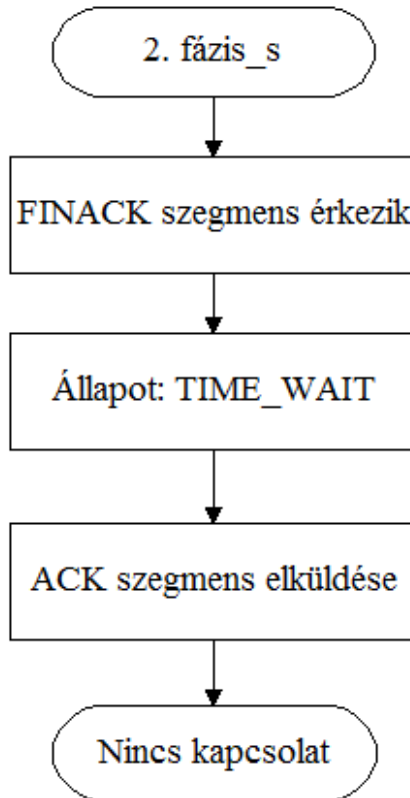 2. fázis_s
FINACK szegmens érkezik
Állapot: TIME_WAIT
ACK szegmens elküldése
Nincs kapcsolat